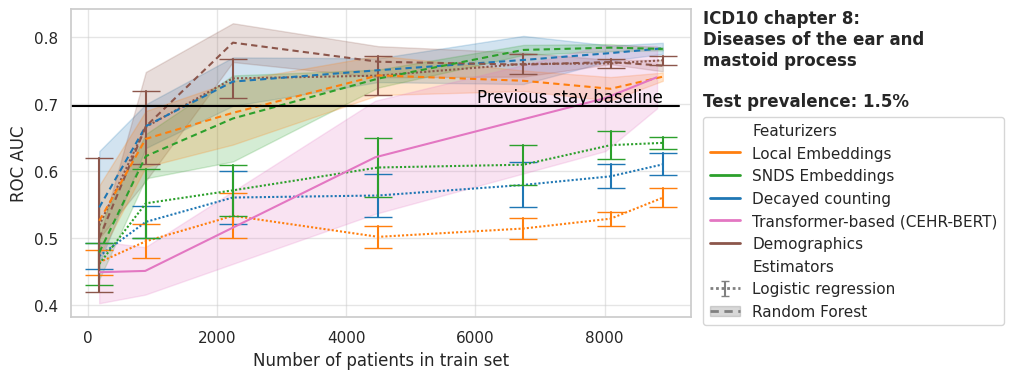 ICD10 chapter 8:
Diseases of the ear and
mastoid process
Test prevalence: 1.5%
Featurizers
Local Embeddings
SNDS Embeddings
Decayed counting
Transformer-based (CEHR-BERT)
Demographics
Estimators
Logistic regression
Random Forest
Previous stay baseline
ROC AUC
0.8
0.7
0.6
0.5
0.4
0 2000 4000 6000 8000
Number of patients in train set